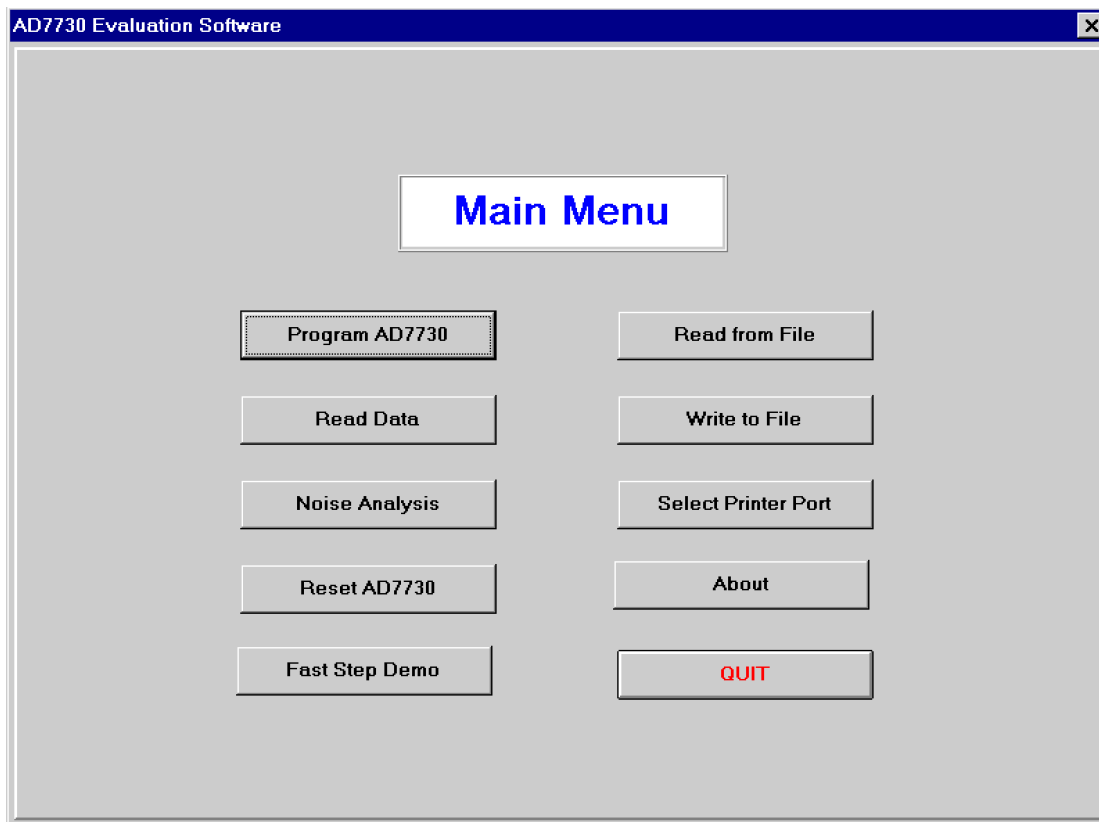 AD7730 Evaluation Software
Main Menu
Program AD7730
Read from File
Read Data
Write to File
Noise Analysis
Select Printer Port
Reset AD7730
About
Fast Step Demo
QUIT